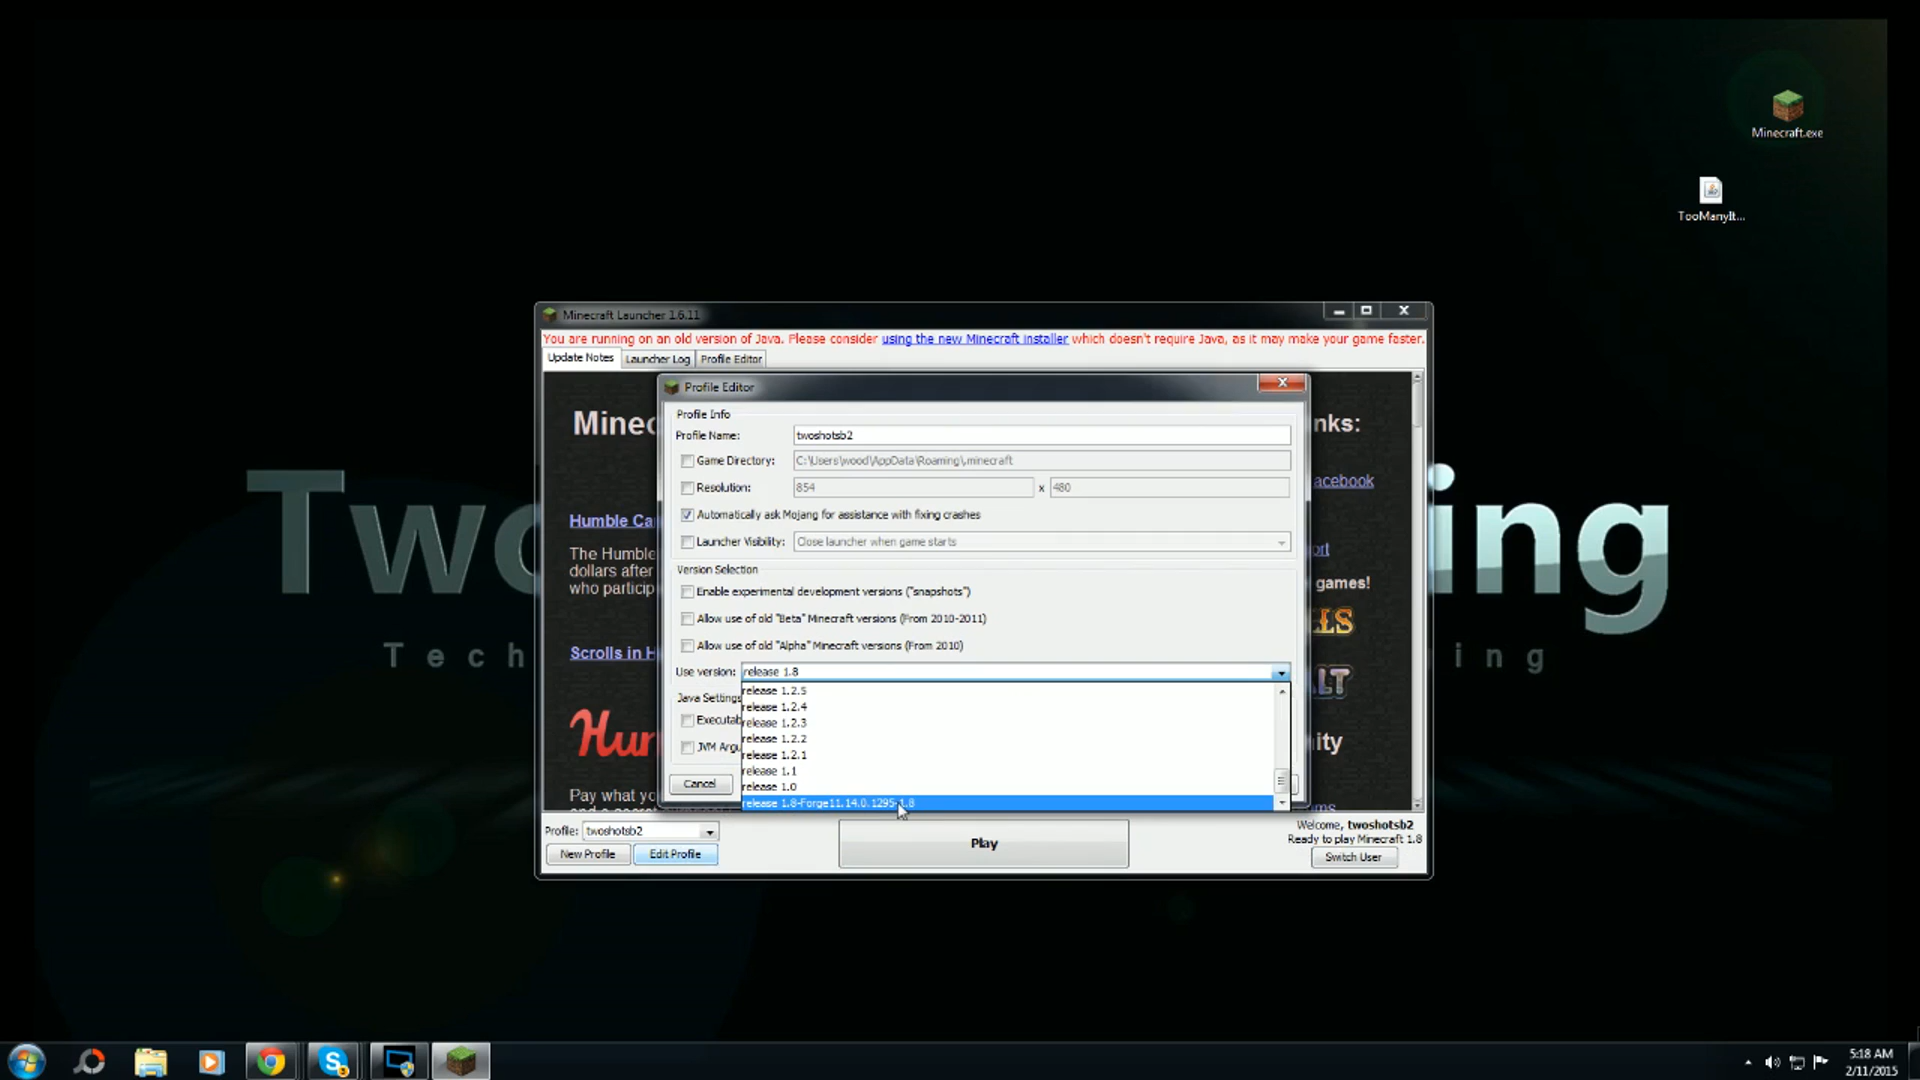 Minecraft.exe
TooManyIt...
Minecraft Launcher 1.6.11
You are running on an old version of Java. Please consider using the new Minecraft installer which doesn't require Java, as it may make your game faster.
Update Notes Launcher Log Profile Editor
Profile Editor
Profile Info
Profile Name: twoshotsb2
Game Directory: C:\Users\wood\AppData\Roaming\.minecraft
Resolution: 854 x 480
Automatically ask Mojang for assistance with fixing crashes
Launcher Visibility: Close launcher when game starts
Version Selection
Enable experimental development versions ("snapshots")
Allow use of old "Beta" Minecraft versions (From 2010-2011)
Allow use of old "Alpha" Minecraft versions (From 2010)
Use version: release 1.8
release 1.2.5
release 1.2.4
release 1.2.3
release 1.2.2
release 1.2.1
release 1.1
release 1.0
release 1.8-Forge11.14.0.1295-1.8
Java Settings
Executab
JVM Argu
Cancel
Minec
Humble Ca
The Humble
dollars after
who particip
Scrolls in H
Hum
Pay what yo
nks:
acebook
games!
Two ing
Tech ing
Profile: twoshotsb2
New Profile Edit Profile
Play
Welcome, twoshotsb2
Ready to play Minecraft 1.8
Switch User
5:18 AM
2/11/2015